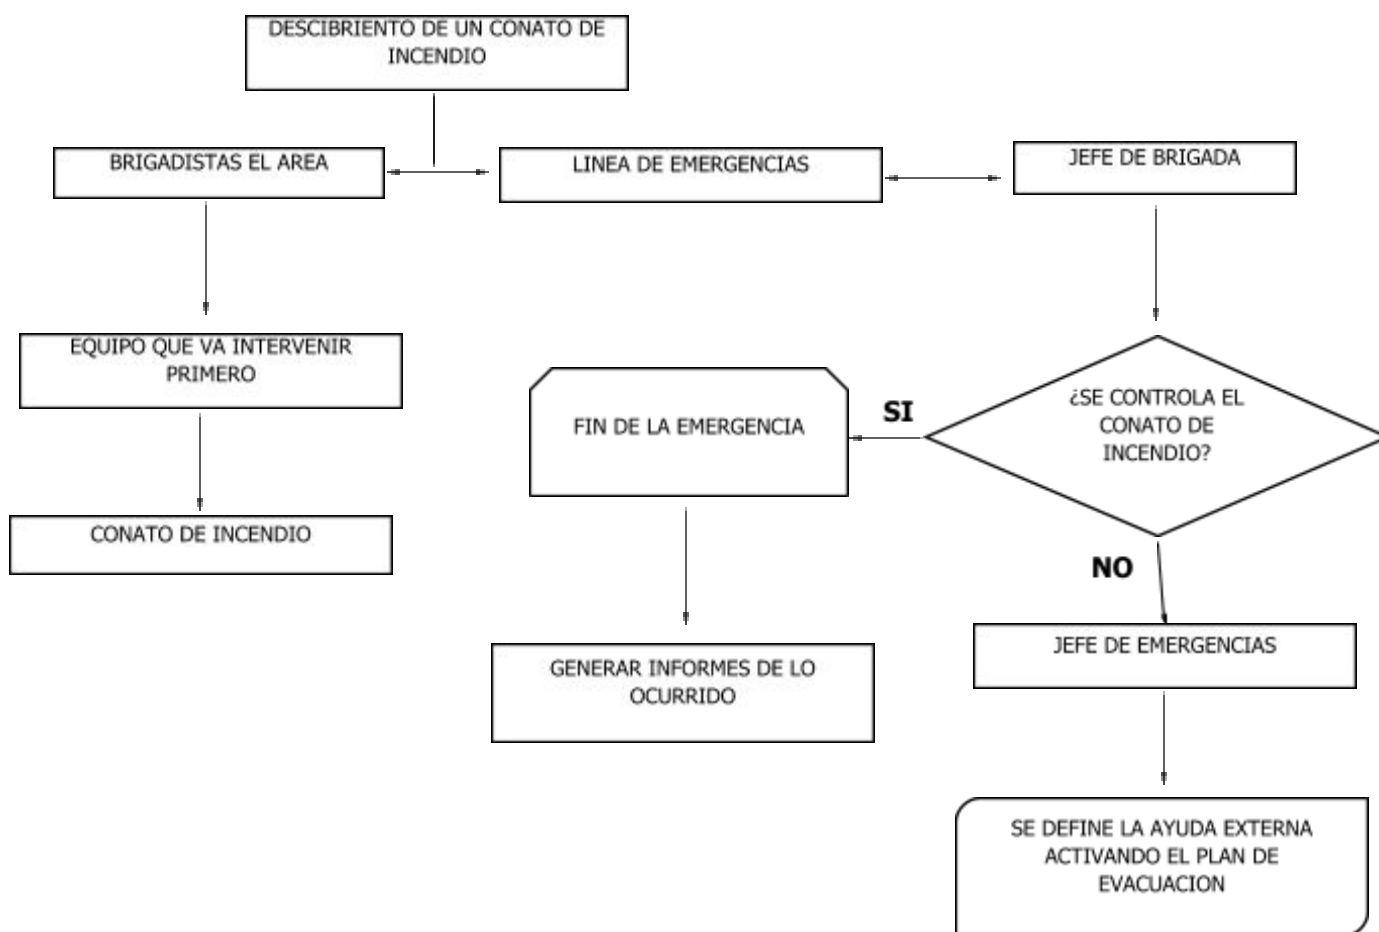 DESCIBRIENTO DE UN CONATO DE
INCENDIO
BRIGADISTAS EL AREA
LINEA DE EMERGENCIAS
JEFE DE BRIGADA
EQUIPO QUE VA INTERVENIR
PRIMERO
FIN DE LA EMERGENCIA
SI
¿SE CONTROLA EL
CONATO DE
INCENDIO?
CONATO DE INCENDIO
NO
GENERAR INFORMES DE LO
OCURRIDO
JEFE DE EMERGENCIAS
SE DEFINE LA AYUDA EXTERNA
ACTIVANDO EL PLAN DE
EVACUACION